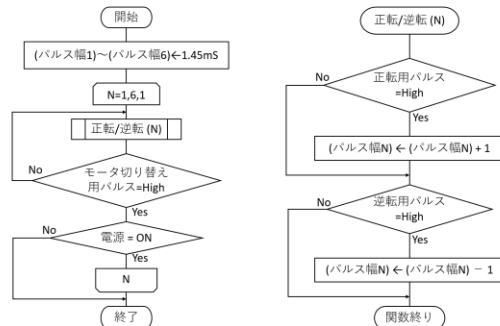 開始
(パルス幅1)～(パルス幅6)←1.45mS
N=1,6,1
正転/逆転(N)
モータ切り替え
用パルス=High
No
Yes
電源 = ON
No
Yes
N
終了
正転/逆転 (N)
正転用パルス
=High
No
Yes
(パルス幅N) ← (パルス幅N) + 1
逆転用パルス
=High
No
Yes
(パルス幅N) ← (パルス幅N) － 1
関数終り